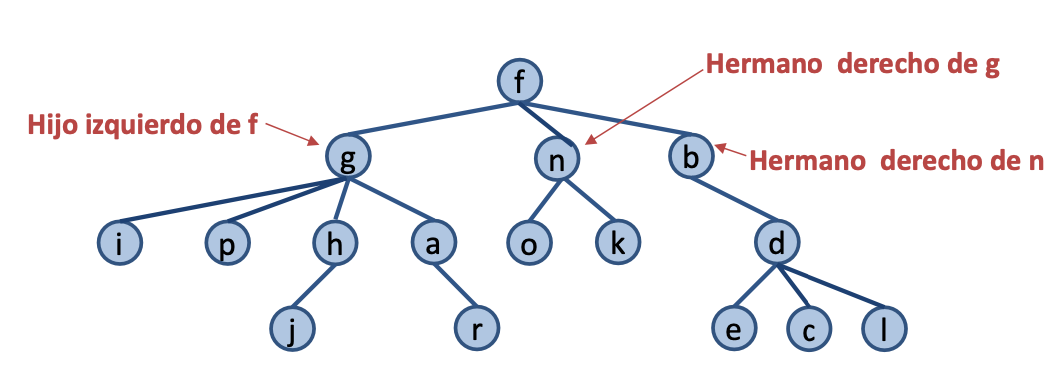 f
Hermano derecho de g
Hijo izquierdo de f
g
n
b
Hermano derecho de n
i
p
h
a
o
k
d
j
r
e
c
l